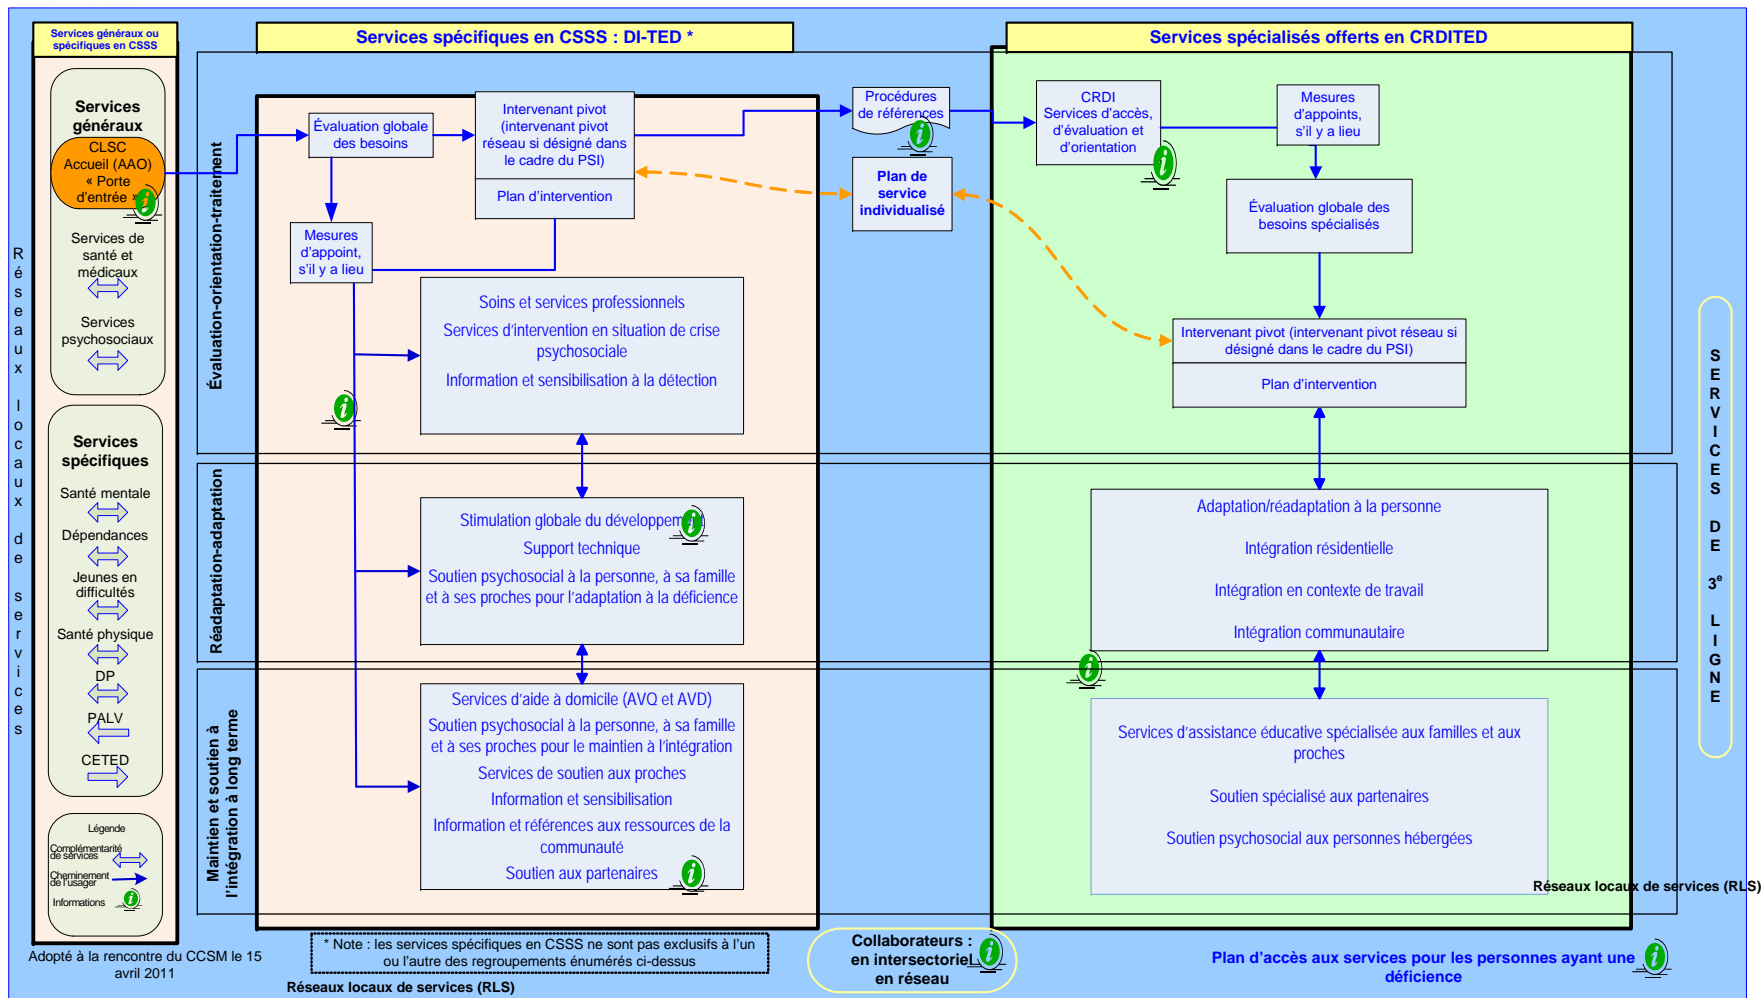 Services généraux ou
spécifiques en CSSS
Services spécifiques en CSSS : DI-TED *
Services spécialisés offerts en CRDITED
Réseaux locaux de services
Services
généraux
CLSC
Accueil (AAO)
« Porte
d'entrée »
Services de
santé et
médicaux
Services
psychosociaux
Services
spécifiques
Santé mentale
Dépendances
Jeunes en
difficultés
Santé physique
DP
PALV
CETED
Légende
Complémentarité
de services
Cheminement
de l'usager
Informations
Adopté à la rencontre du CCSM le 15
avril 2011
Évaluation-orientation-traitement
Évaluation globale
des besoins
Intervenant pivot
(intervenant pivot
réseau si désigné dans
le cadre du PSI)
Plan d'intervention
Mesures
d'appoint,
s'il y a lieu
Soins et services professionnels
Services d'intervention en situation de crise
psychosociale
Information et sensibilisation à la détection
Procédures
de références
Plan de
service
individualisé
CRDI
Services d'accès,
d'évaluation et
d'orientation
Mesures
d'appoints,
s'il y a lieu
Évaluation globale des
besoins spécialisés
Intervenant pivot (intervenant pivot réseau si
désigné dans le cadre du PSI)
Plan d'intervention
Réadaptation-adaptation
Stimulation globale du développement
Support technique
Soutien psychosocial à la personne, à sa famille
et à ses proches pour l'adaptation à la déficience
Adaptation/réadaptation à la personne
Intégration résidentielle
Intégration en contexte de travail
Intégration communautaire
Maintien et soutien à
l'intégration à long terme
Services d'aide à domicile (AVQ et AVD)
Soutien psychosocial à la personne, à sa famille
et à ses proches pour le maintien à l'intégration
Services de soutien aux proches
Information et sensibilisation
Information et références aux ressources de la
communauté
Soutien aux partenaires
Services d'assistance éducative spécialisée aux familles et aux
proches
Soutien spécialisé aux partenaires
Soutien psychosocial aux personnes hébergées
SERVICES DE 3e LIGNE
Réseaux locaux de services (RLS)
* Note : les services spécifiques en CSSS ne sont pas exclusifs à l'un
ou l'autre des regroupements énumérés ci-dessus
Réseaux locaux de services (RLS)
Collaborateurs :
en intersectoriel
en réseau
Plan d'accès aux services pour les personnes ayant une
déficience